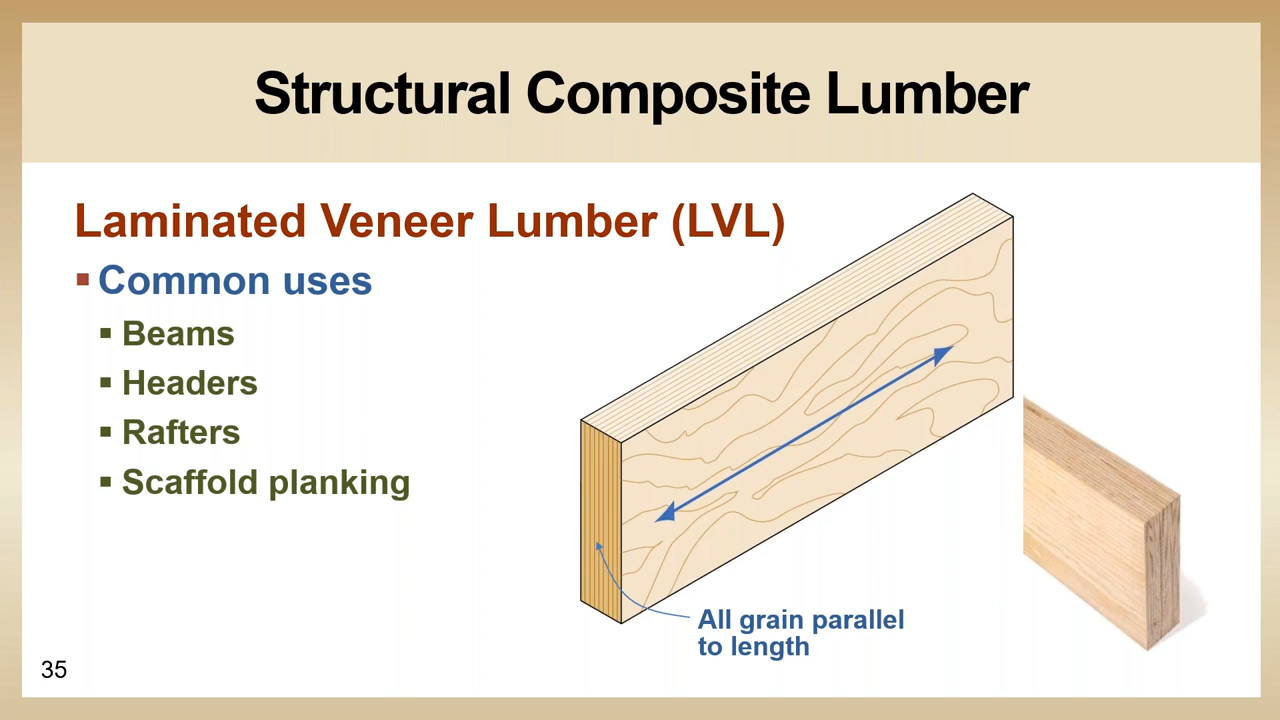 Structural Composite Lumber
Laminated Veneer Lumber (LVL)
▪ Common uses
▪ Beams
▪ Headers
▪ Rafters
▪ Scaffold planking
All grain parallel
to length
35